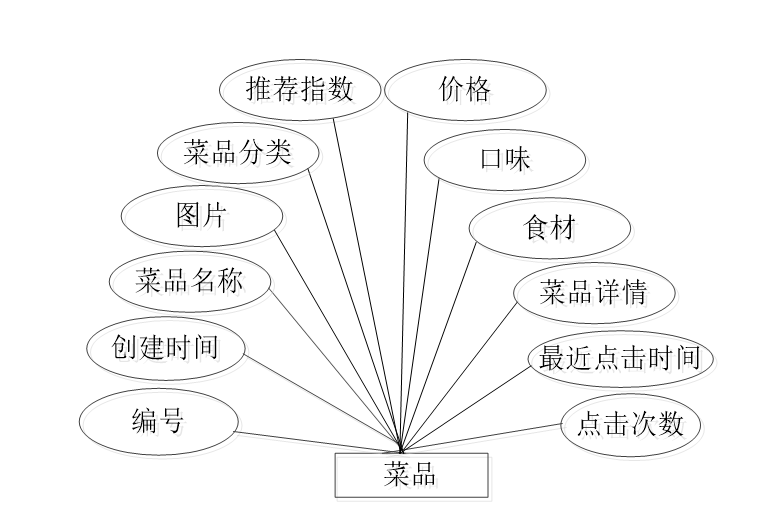 推荐指数
价格
菜品分类
口味
图片
食材
菜品名称
菜品详情
创建时间
最近点击时间
编号
点击次数
菜品